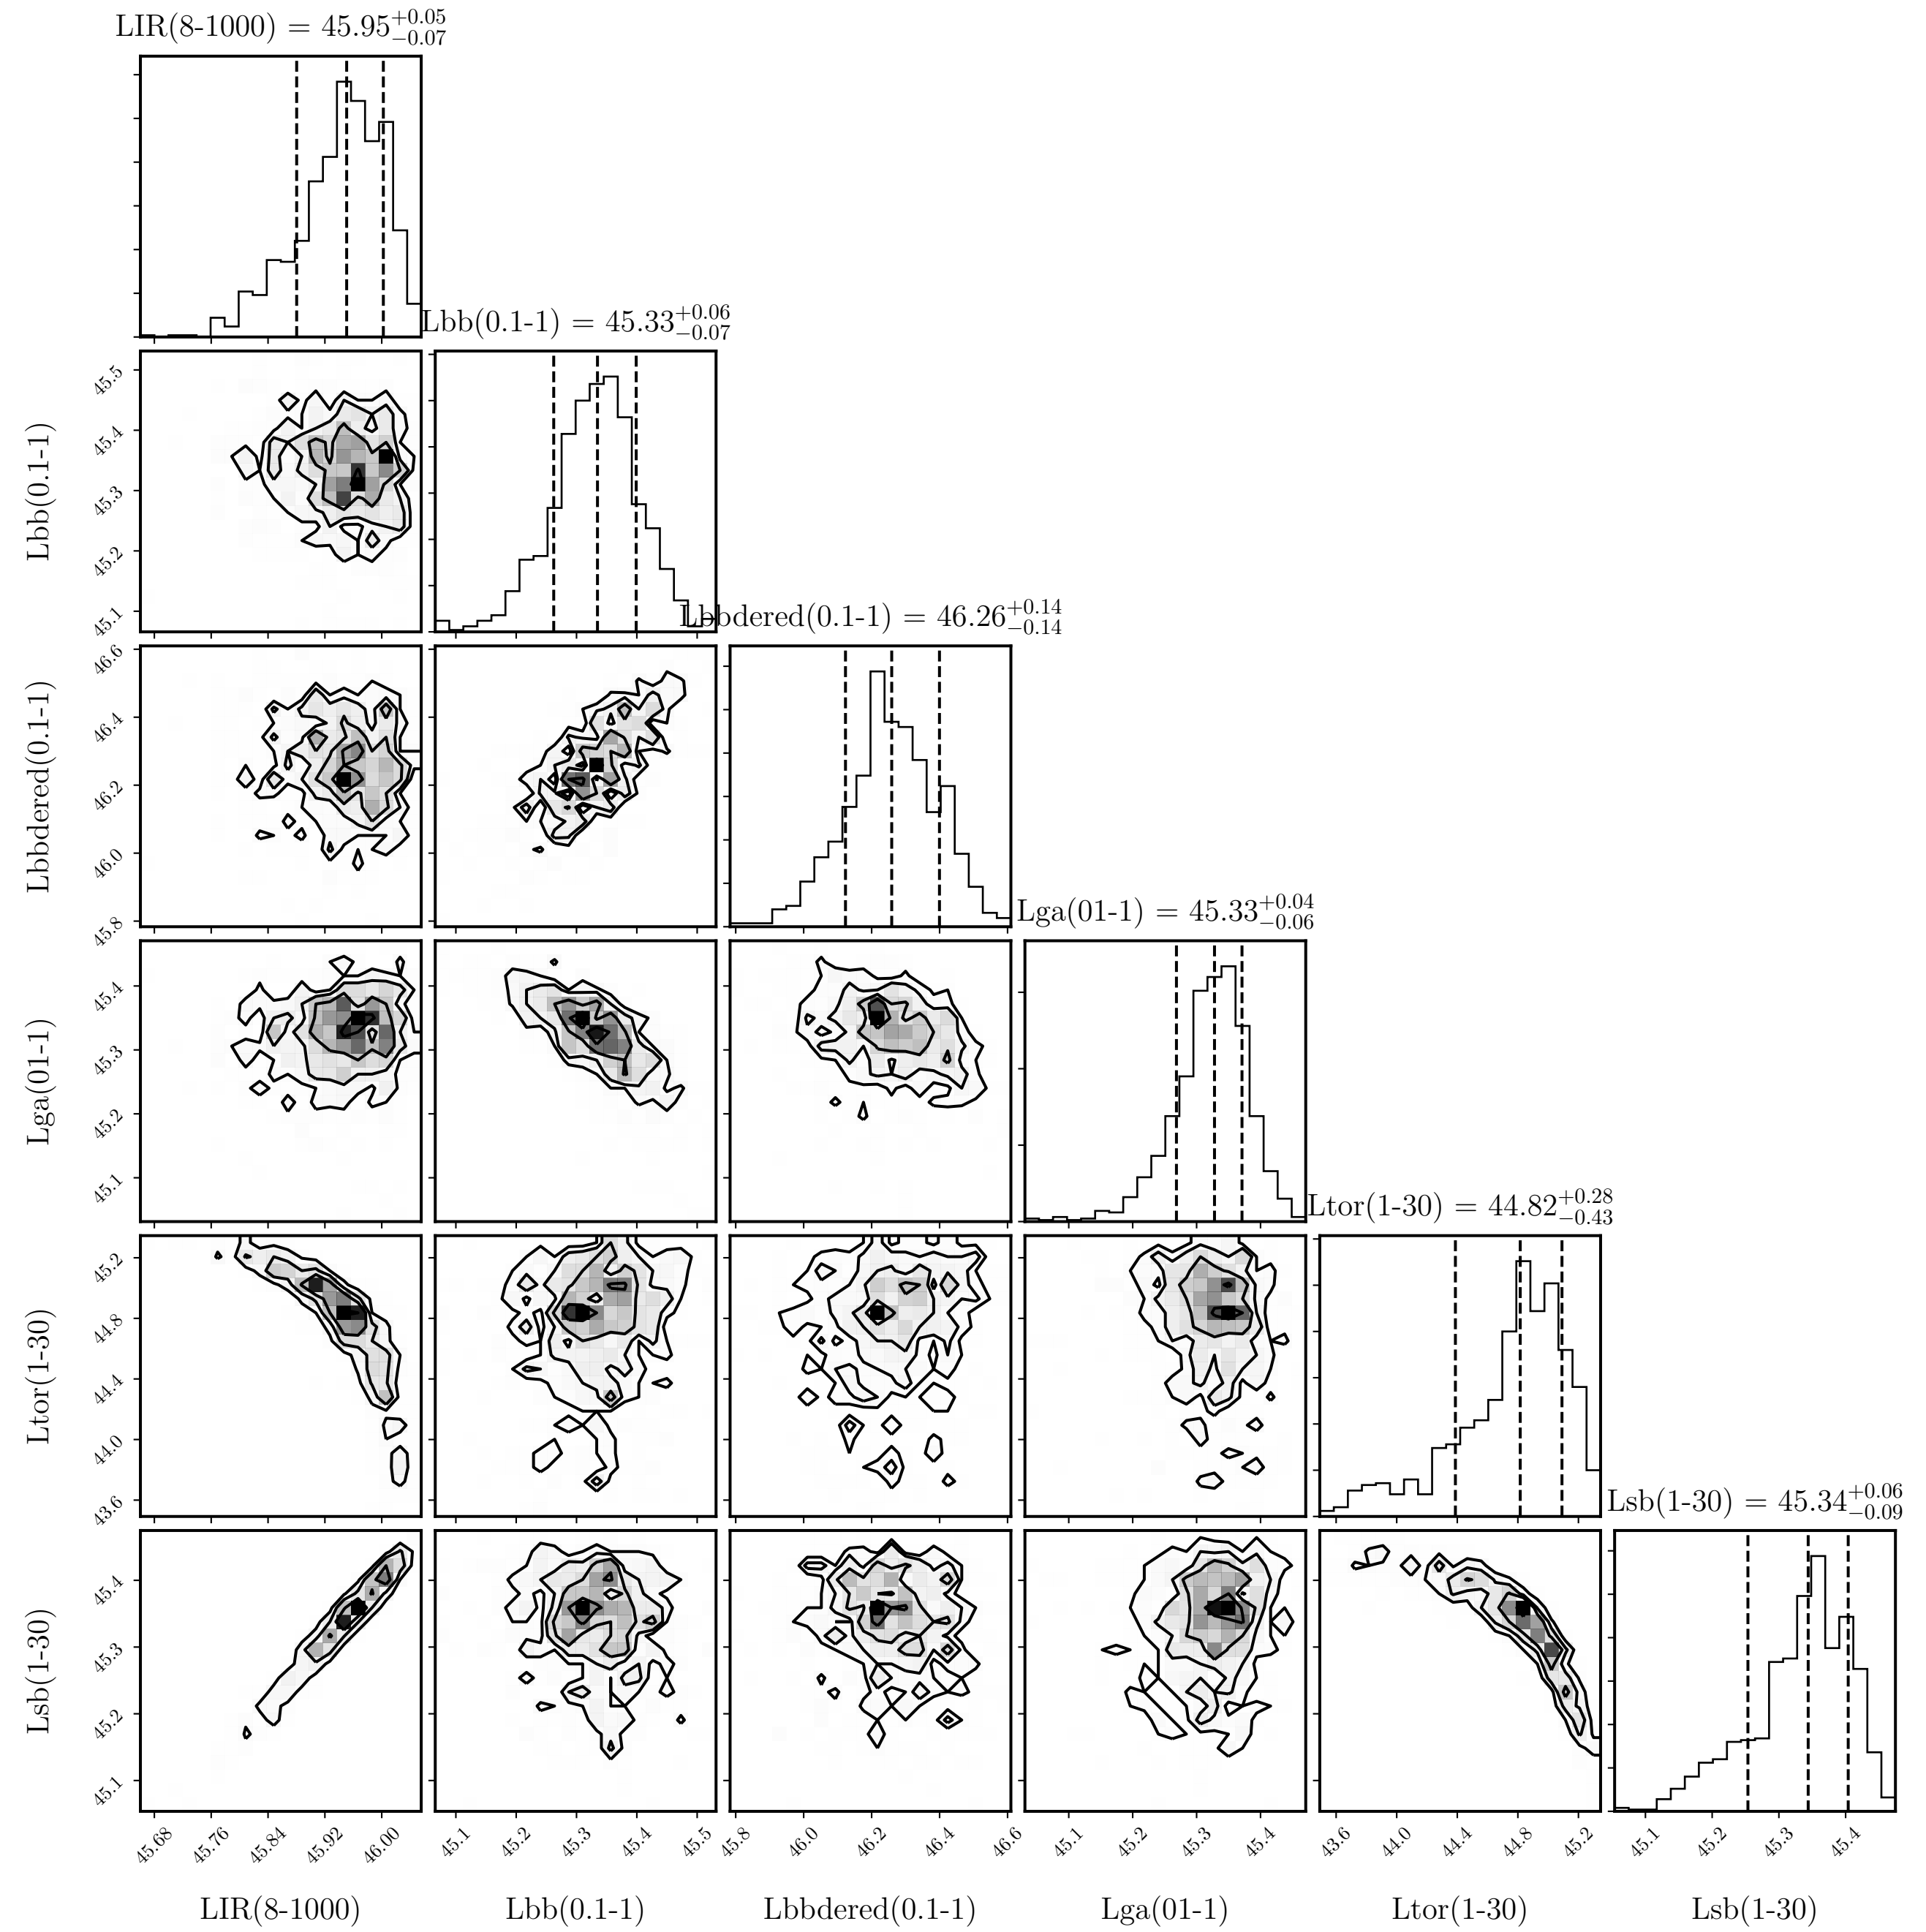 LIR(8-1000) = 45.95+0.05−0.07
Lbb(0.1-1) = 45.33+0.06−0.07
45.5
45.4
45.3
45.2
45.1
Lbb(0.1-1)
Lbbdered(0.1-1) = 46.26+0.14−0.14
46.6
46.4
46.2
46.0
45.8
Lbbdered(0.1-1)
Lga(01-1) = 45.33+0.04−0.06
45.4
45.3
45.2
45.1
Lga(01-1)
Ltor(1-30) = 44.82+0.28−0.43
45.2
44.8
44.4
44.0
43.6
Ltor(1-30)
Lsb(1-30) = 45.34+0.06−0.09
45.4
45.3
45.2
45.1
Lsb(1-30)
45.68 45.76 45.84 45.92 46.00 45.1 45.2 45.3 45.4 45.5 45.8 46.0 46.2 46.4 46.6 45.1 45.2 45.3 45.4 43.6 44.0 44.4 44.8 45.2 45.1 45.2 45.3 45.4
LIR(8-1000) Lbb(0.1-1) Lbbdered(0.1-1) Lga(01-1) Ltor(1-30) Lsb(1-30)